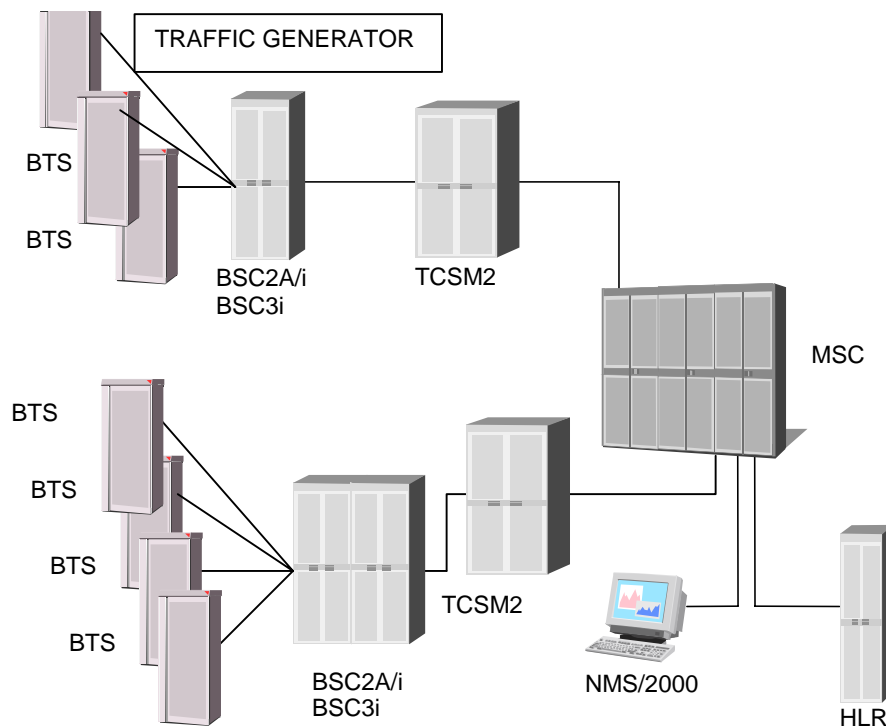 TRAFFIC GENERATOR
BTS
BTS
BSC2A/i
BSC3i
TCSM2
MSC
BTS
BTS
BTS
BTS
TCSM2
BSC2A/i
BSC3i
NMS/2000
HLR